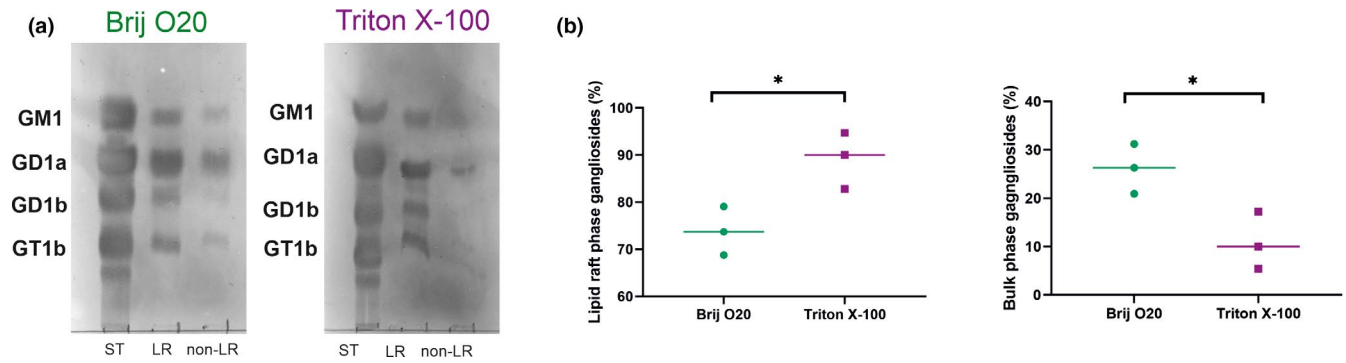 (a)
Brij O20
Triton X-100
GM1
GD1a
GD1b
GT1b
ST LR non-LR
GM1
GD1a
GD1b
GT1b
ST LR non-LR
(b)
Lipid raft phase gangliosides (%)
100
90
80
70
60
*
Brij O20 Triton X-100
Bulk phase gagngliosides (%)
40
30
20
10
0
*
Brij O20 Triton X-100